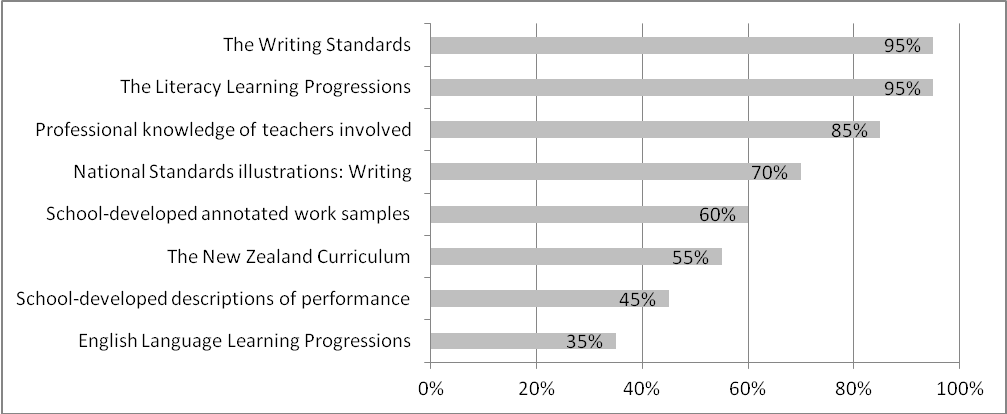 The Writing Standards 95%
The Literacy Learning Progressions 95%
Professional knowledge of teachers involved 85%
National Standards illustrations: Writing 70%
School-developed annotated work samples 60%
The New Zealand Curriculum 55%
School-developed descriptions of performance 45%
English Language Learning Progressions 35%
0% 20% 40% 60% 80% 100%